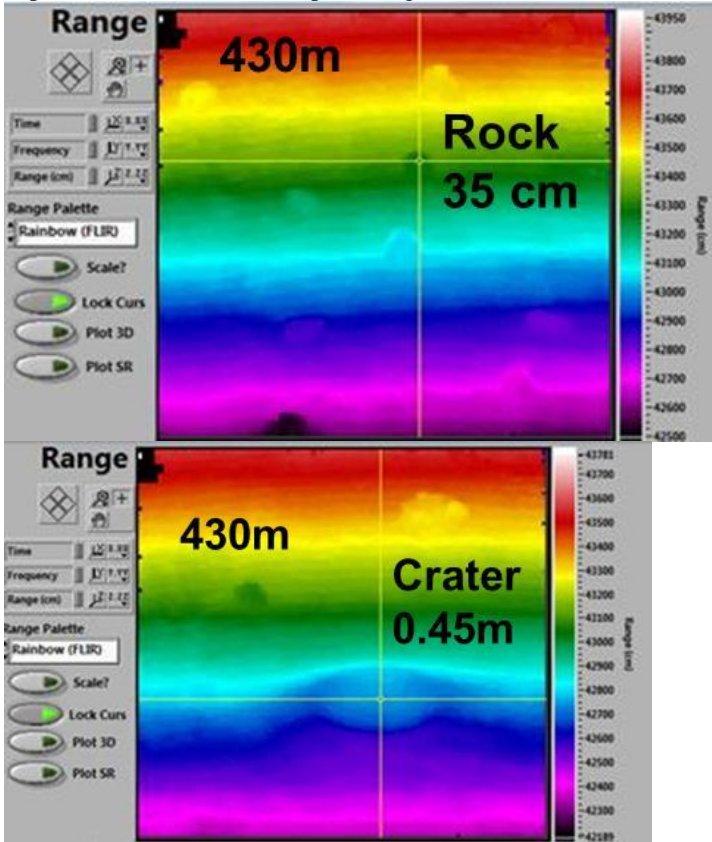 Range
430m
Rock
35 cm
Time
Frequency
Range (cm)
Range Palette
Rainbow (FLIR)
Scale?
Lock Curs
Plot 3D
Plot SR
43950
43800
43700
43600
43500
43400
43300
43200
43100
43000
42900
42800
42700
42600
42500
Range (cm)
Range
430m
Crater
0.45m
Time
Frequency
Range (cm)
Range Palette
Rainbow (FLIR)
Scale?
Lock Curs
Plot 3D
Plot SR
43781
43700
43600
43500
43400
43300
43200
43100
43000
42900
42800
42700
42600
42500
42400
42300
42189
Range (cm)